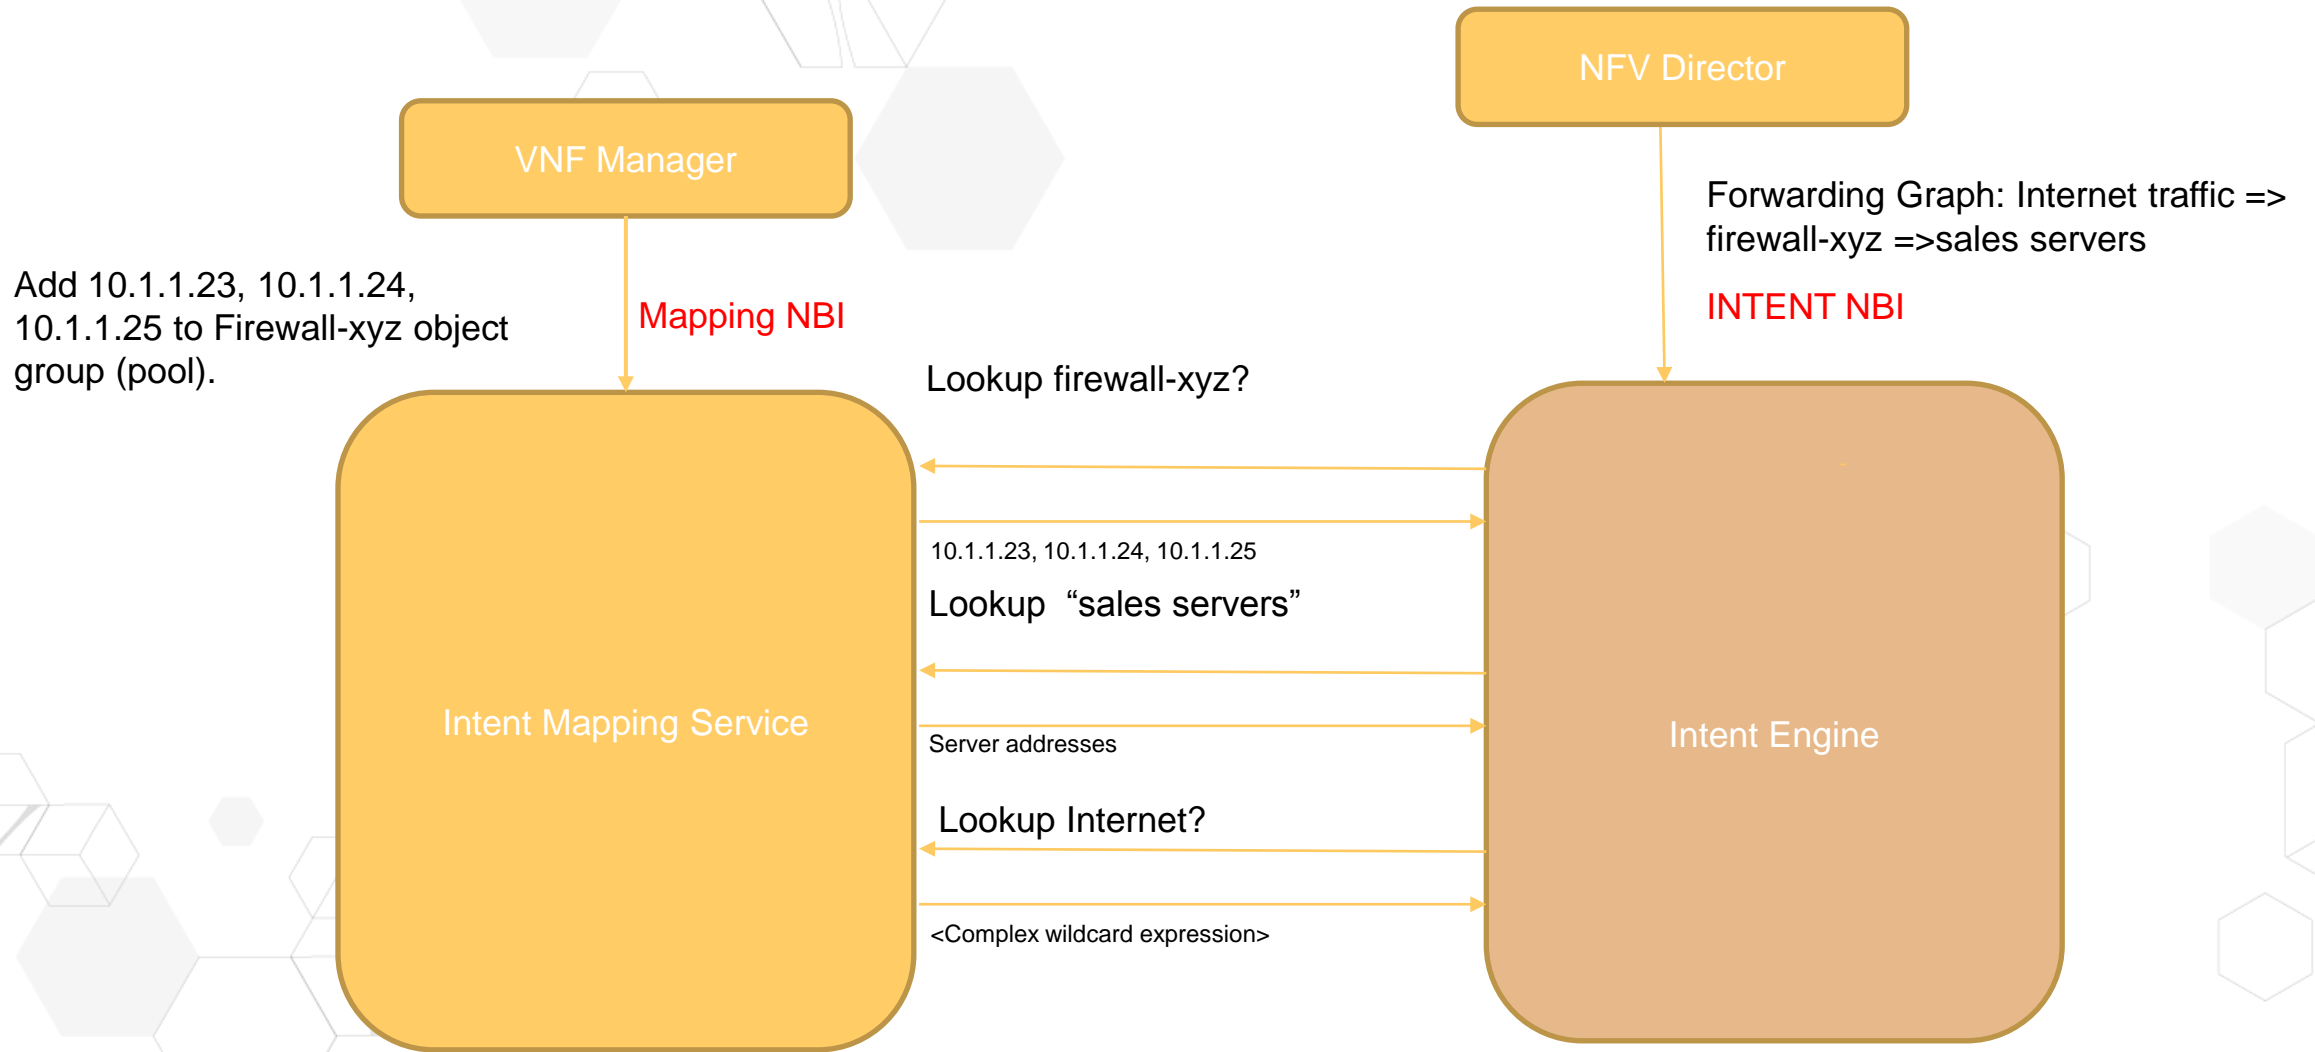 NFV Director
VNF Manager
Forwarding Graph: Internet traffic =>
firewall-xyz =>sales servers
INTENT NBI
Add 10.1.1.23, 10.1.1.24,
10.1.1.25 to Firewall-xyz object
group (pool).
Mapping NBI
Lookup firewall-xyz?
10.1.1.23, 10.1.1.24, 10.1.1.25
Lookup “sales servers”
Server addresses
Lookup Internet?
<Complex wildcard expression>
Intent Mapping Service
Intent Engine